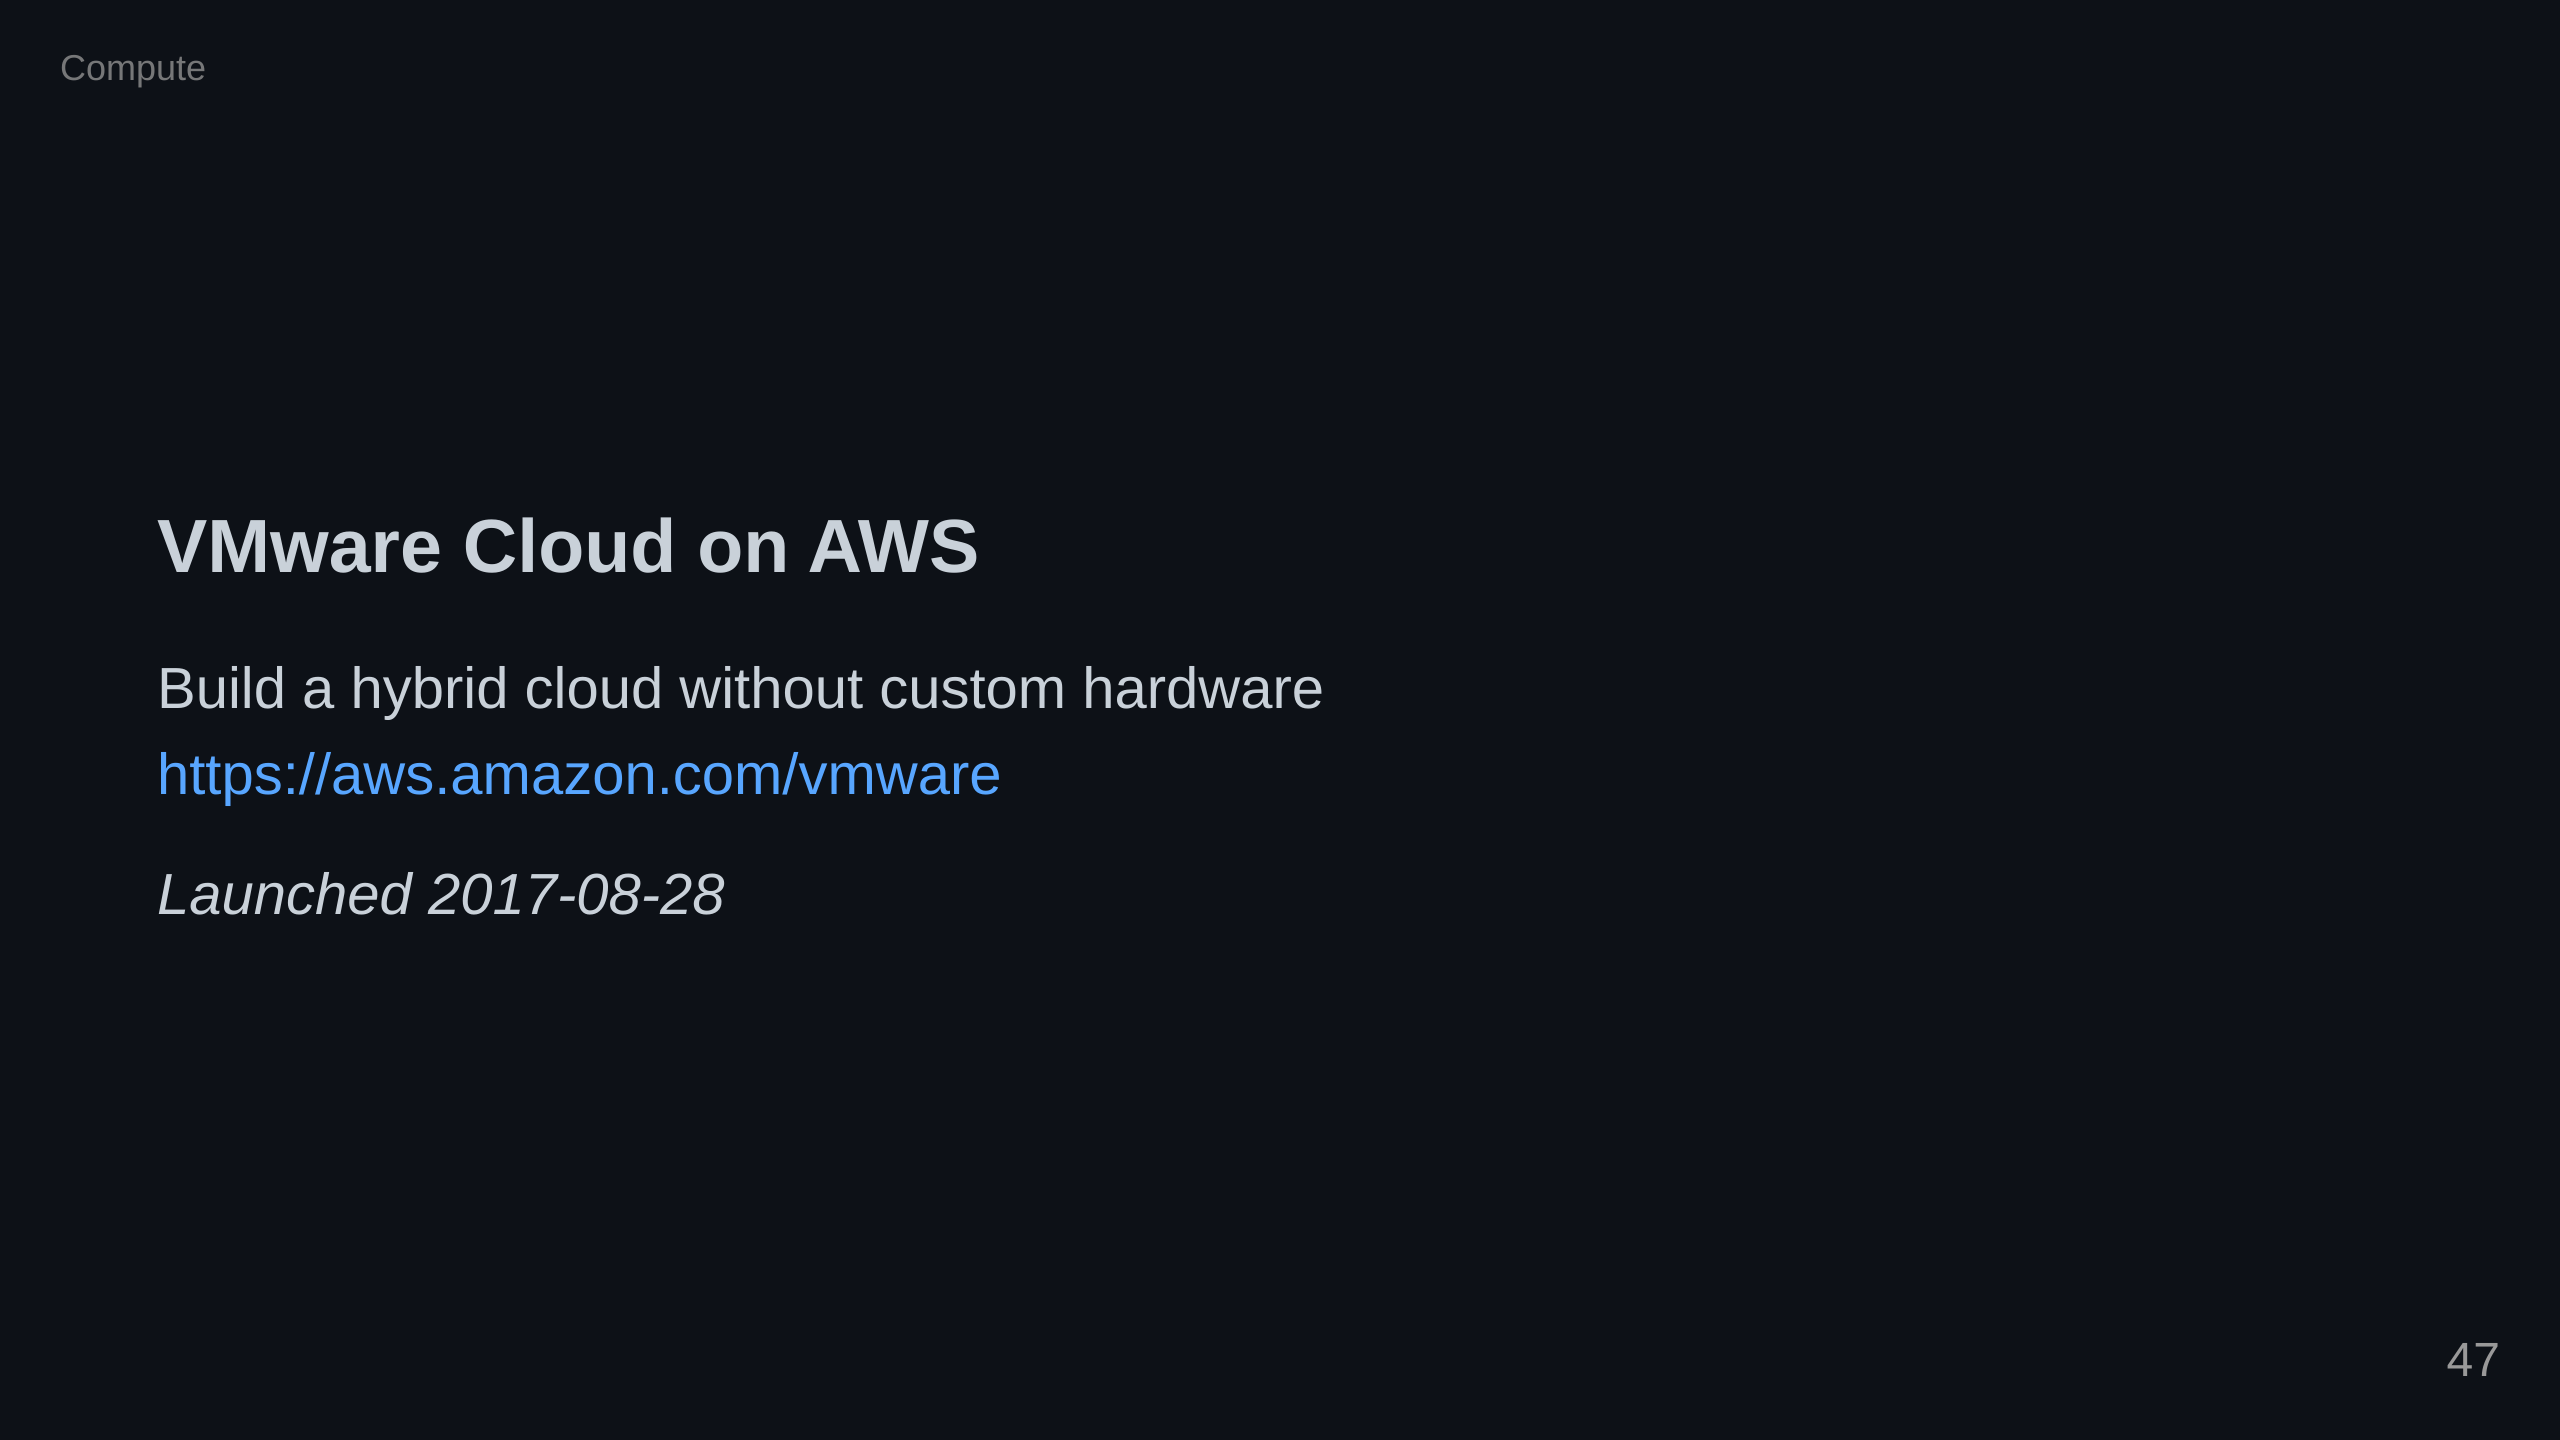 Compute
VMware Cloud on AWS
Build a hybrid cloud without custom hardware
https://aws.amazon.com/vmware
Launched 2017-08-28
47